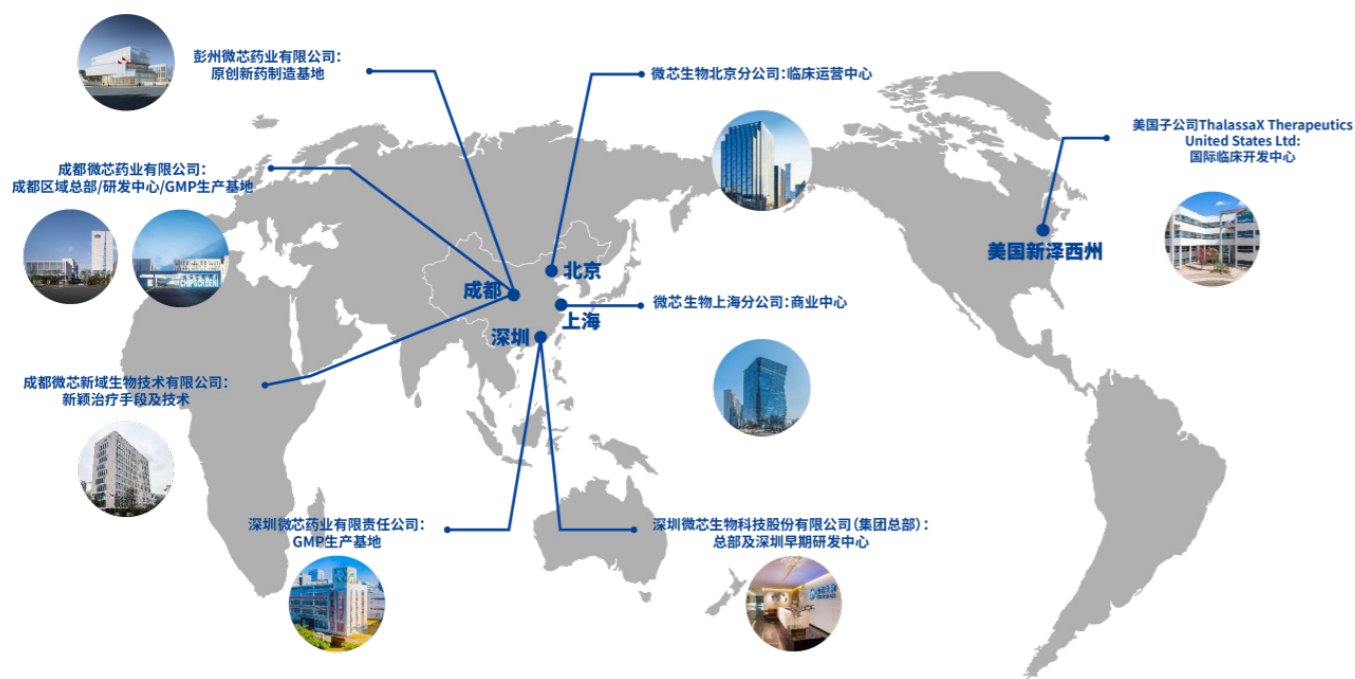 彭州微芯药业有限公司：
原创新药制造基地
微芯生物北京分公司：临床运营中心
美国子公司ThalassaX Therapeutics
United States Ltd:
国际临床开发中心
成都微芯药业有限公司：
成都区域总部/研发中心/GMP生产基地
CHIPSCREEN
美国新泽西州
北京
成都
上海
深圳
微芯生物上海分公司：商业中心
成都微芯新域生物技术有限公司：
新颖治疗手段及技术
深圳微芯药业有限责任公司：
GMP生产基地
深圳微芯生物科技股份有限公司（集团总部）：
总部及深圳早期研发中心